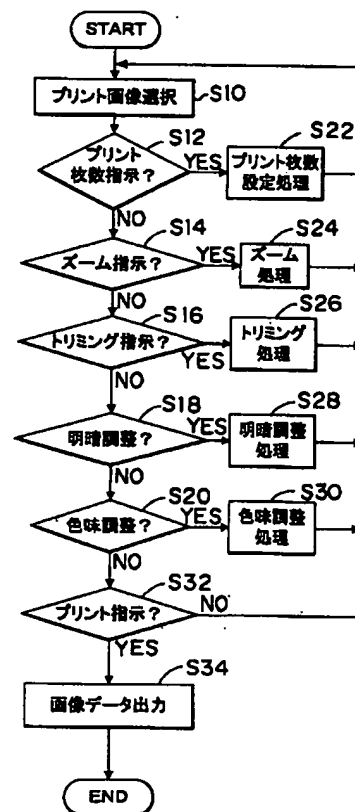 START
プリント画像選択
S10
S12
プリント
枚数指示?
YES
S22
プリント枚数
設定処理
NO
S14
ズーム指示?
YES
S24
ズーム
処理
NO
S16
トリミング指示?
YES
S26
トリミング
処理
NO
S18
明暗調整?
YES
S28
明暗調整
処理
NO
S20
色味調整?
YES
S30
色味調整
処理
NO
S32
プリント指示?
NO
YES
S34
画像データ出力
END